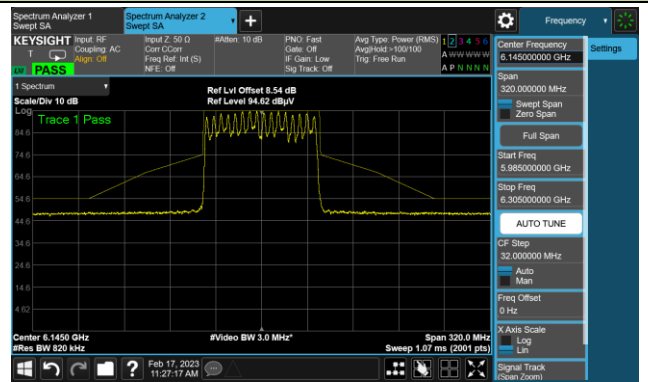 Spectrum Analyzer 1
Swept SA
Spectrum Analyzer 2
Swept SA
Frequency
KEYSIGHT
Input: RF
Coupling: AC
Align: Off
Input Z: 50 Ω
Corr CCorr
Freq Ref: Int (S)
NFE: Off
#Atten: 10 dB
PNO: Fast
Gate: Off
IF Gain: Low
Sig Track: Off
Avg Type: Power (RMS)
Avg|Hold:>100/100
Trig: Free Run
1 2 3 4 5 6
A W W W W W
A P N N N N
T
PASS
Center Frequency
6.145000000 GHz
Settings
1 Spectrum
Scale/Div 10 dB
Ref Lvl Offset 8.54 dB
Ref Level 94.62 dBµV
Span
320.000000 MHz
Swept Span
Zero Span
Log
Trace 1 Pass
84.6
74.6
64.6
54.6
44.6
34.6
24.6
14.6
4.62
Full Span
Start Freq
5.985000000 GHz
Stop Freq
6.305000000 GHz
AUTO TUNE
CF Step
32.000000 MHz
Auto
Man
Freq Offset
0 Hz
X Axis Scale
Log
Lin
Signal Track
(Span Zoom)
Center 6.1450 GHz
#Res BW 820 kHz
#Video BW 3.0 MHz*
Span 320.0 MHz
Sweep 1.07 ms (2001 pts)
Feb 17, 2023
11:27:17 AM